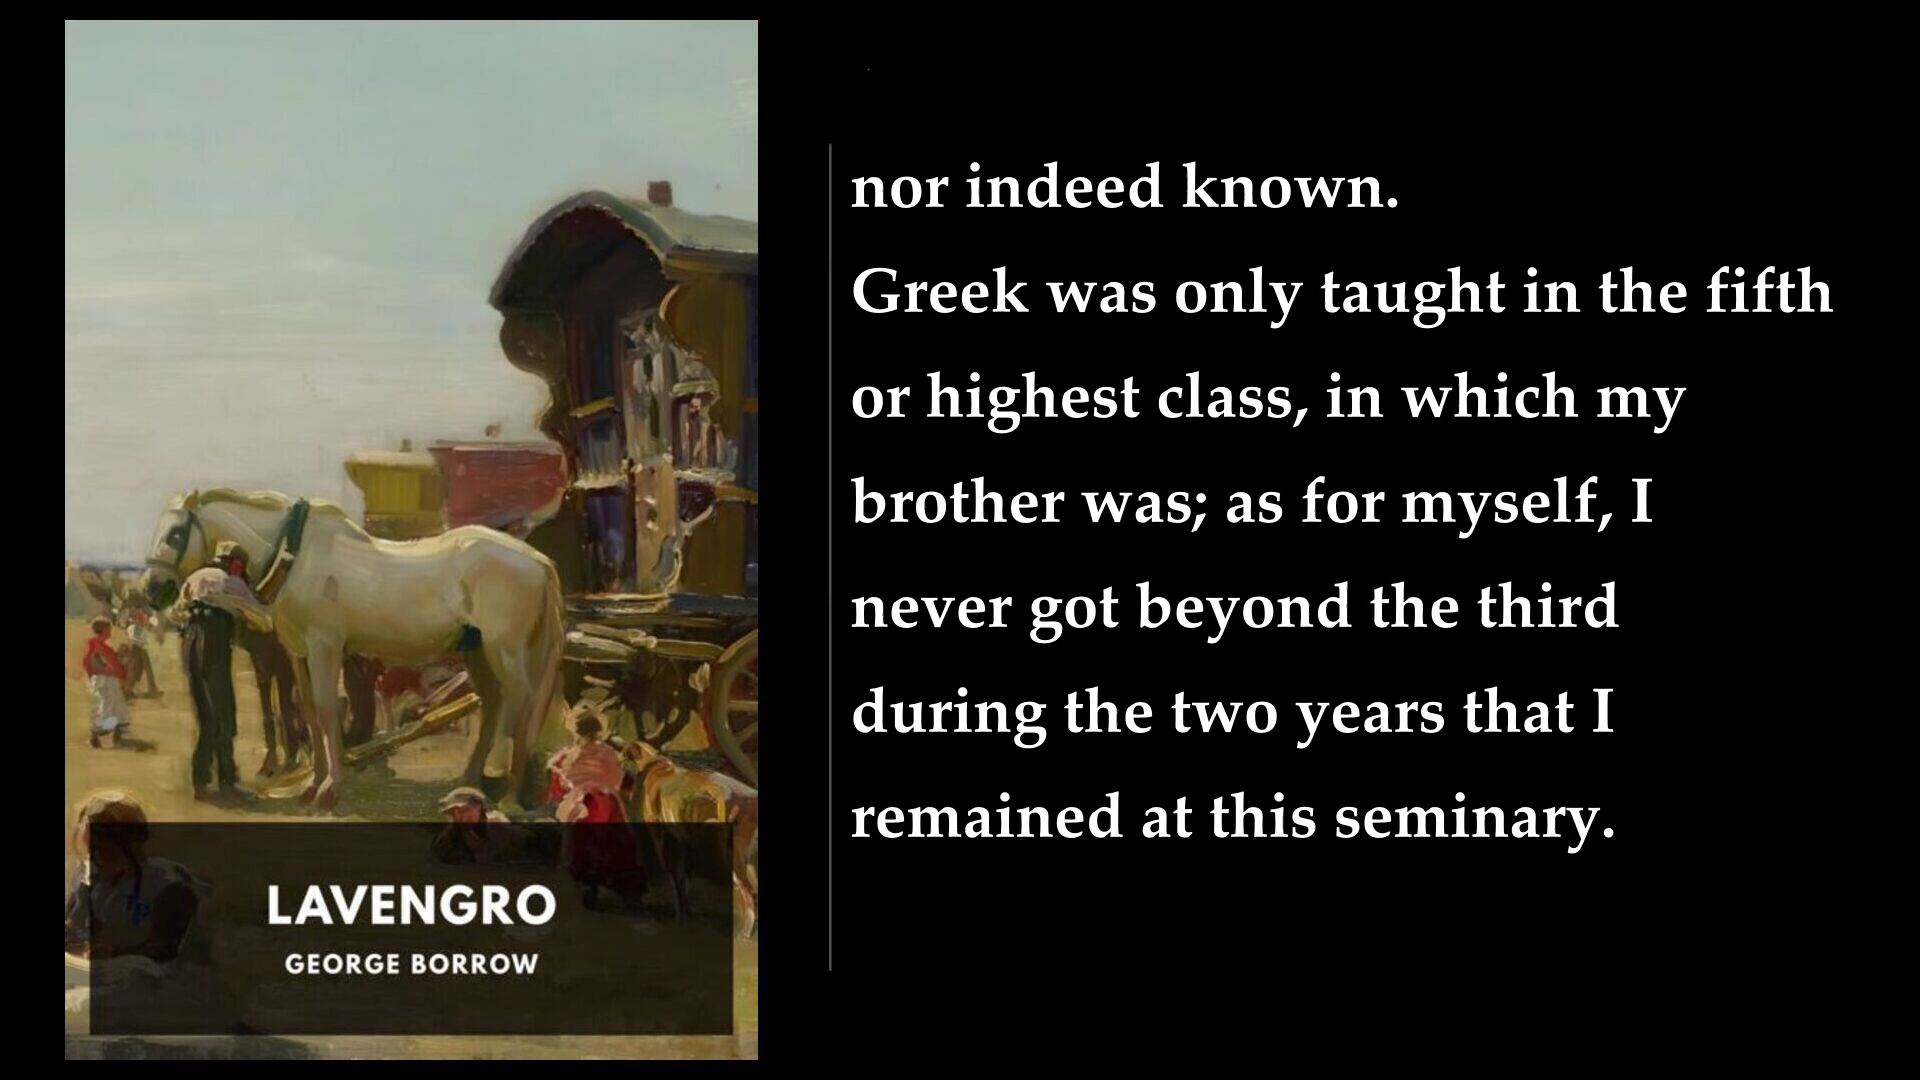 LAVENGRO
GEORGE BORROW
nor indeed known.
Greek was only taught in the fifth
or highest class, in which my
brother was; as for myself, I
never got beyond the third
during the two years that I
remained at this seminary.